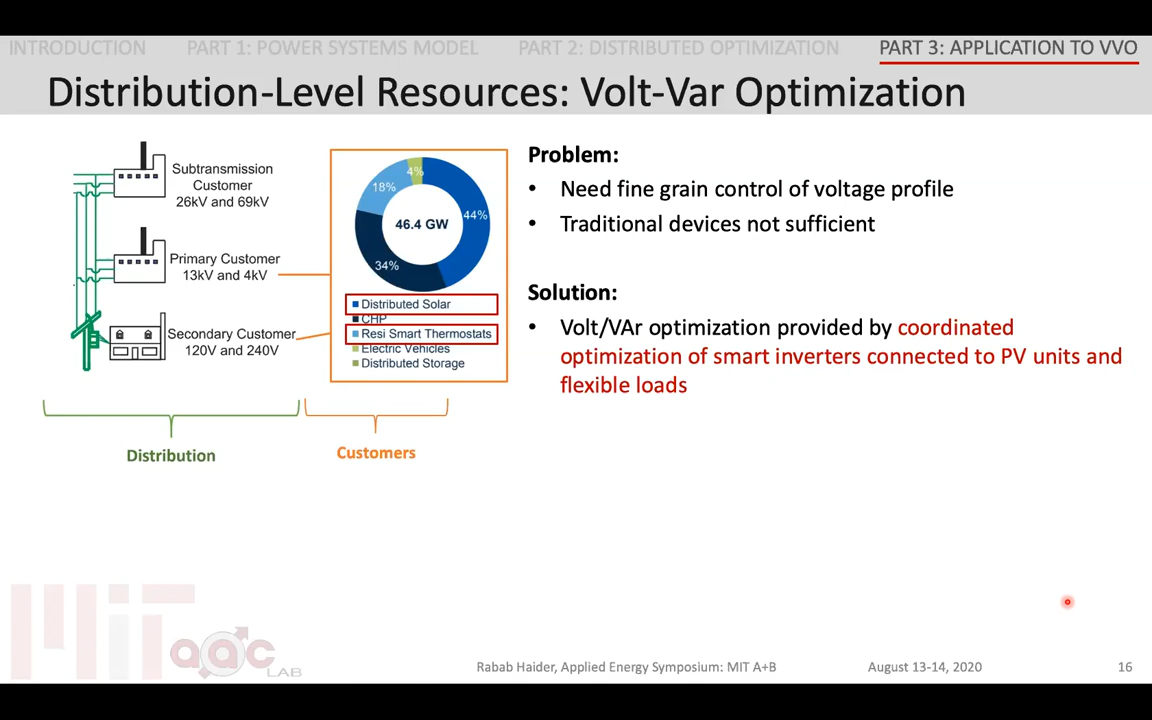 INTRODUCTION PART 1: POWER SYSTEMS MODEL PART 2: DISTRIBUTED OPTIMIZATION PART 3: APPLICATION TO VVO
Distribution-Level Resources: Volt-Var Optimization
Subtransmission
Customer
26kV and 69kV
Primary Customer
13kV and 4kV
Secondary Customer
120V and 240V
4%
18%
44%
46.4 GW
34%
Distributed Solar
CHP
Resi Smart Thermostats
Electric Vehicles
Distributed Storage
Distribution
Customers
Problem:
• Need fine grain control of voltage profile
• Traditional devices not sufficient
Solution:
• Volt/VAr optimization provided by coordinated
optimization of smart inverters connected to PV units and
flexible loads
MIT
aac
LAB
Rabab Haider, Applied Energy Symposium: MIT A+B August 13-14, 2020 16